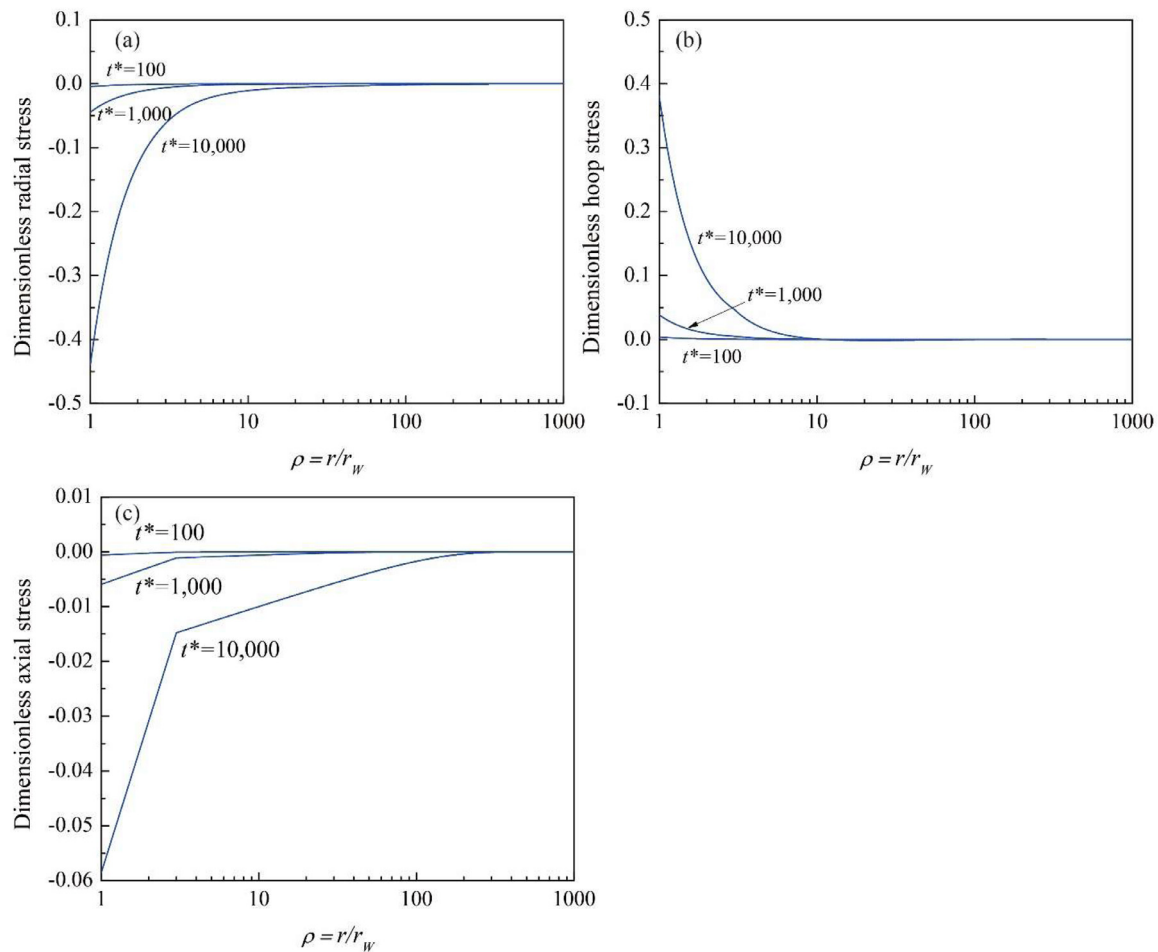 (a)
0.1
0.0
-0.1
-0.2
-0.3
-0.4
-0.5
Dimensionless radial stress
t*=100
t*=1,000
t*=10,000
1
10
100
1000
ρ = r/r_W
(b)
0.5
0.4
0.3
0.2
0.1
0.0
-0.1
Dimensionless hoop stress
t*=10,000
t*=1,000
t*=100
1
10
100
1000
ρ = r/r_W
(c)
0.01
0.00
-0.01
-0.02
-0.03
-0.04
-0.05
-0.06
Dimensionless axial stress
t*=100
t*=1,000
t*=10,000
1
10
100
1000
ρ = r/r_W